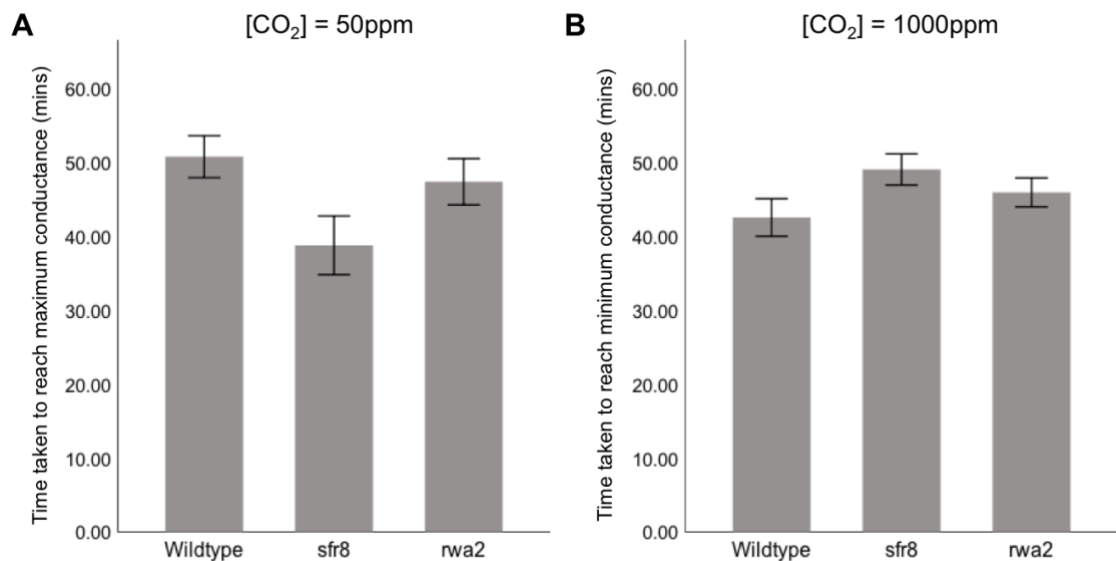 A
[CO₂] = 50ppm
Time taken to reach maximum conductance (mins)
60.00
50.00
40.00
30.00
20.00
10.00
0.00
Wildtype sfr8 rwa2
B
[CO₂] = 1000ppm
Time taken to reach minimum conductance (mins)
60.00
50.00
40.00
30.00
20.00
10.00
0.00
Wildtype sfr8 rwa2